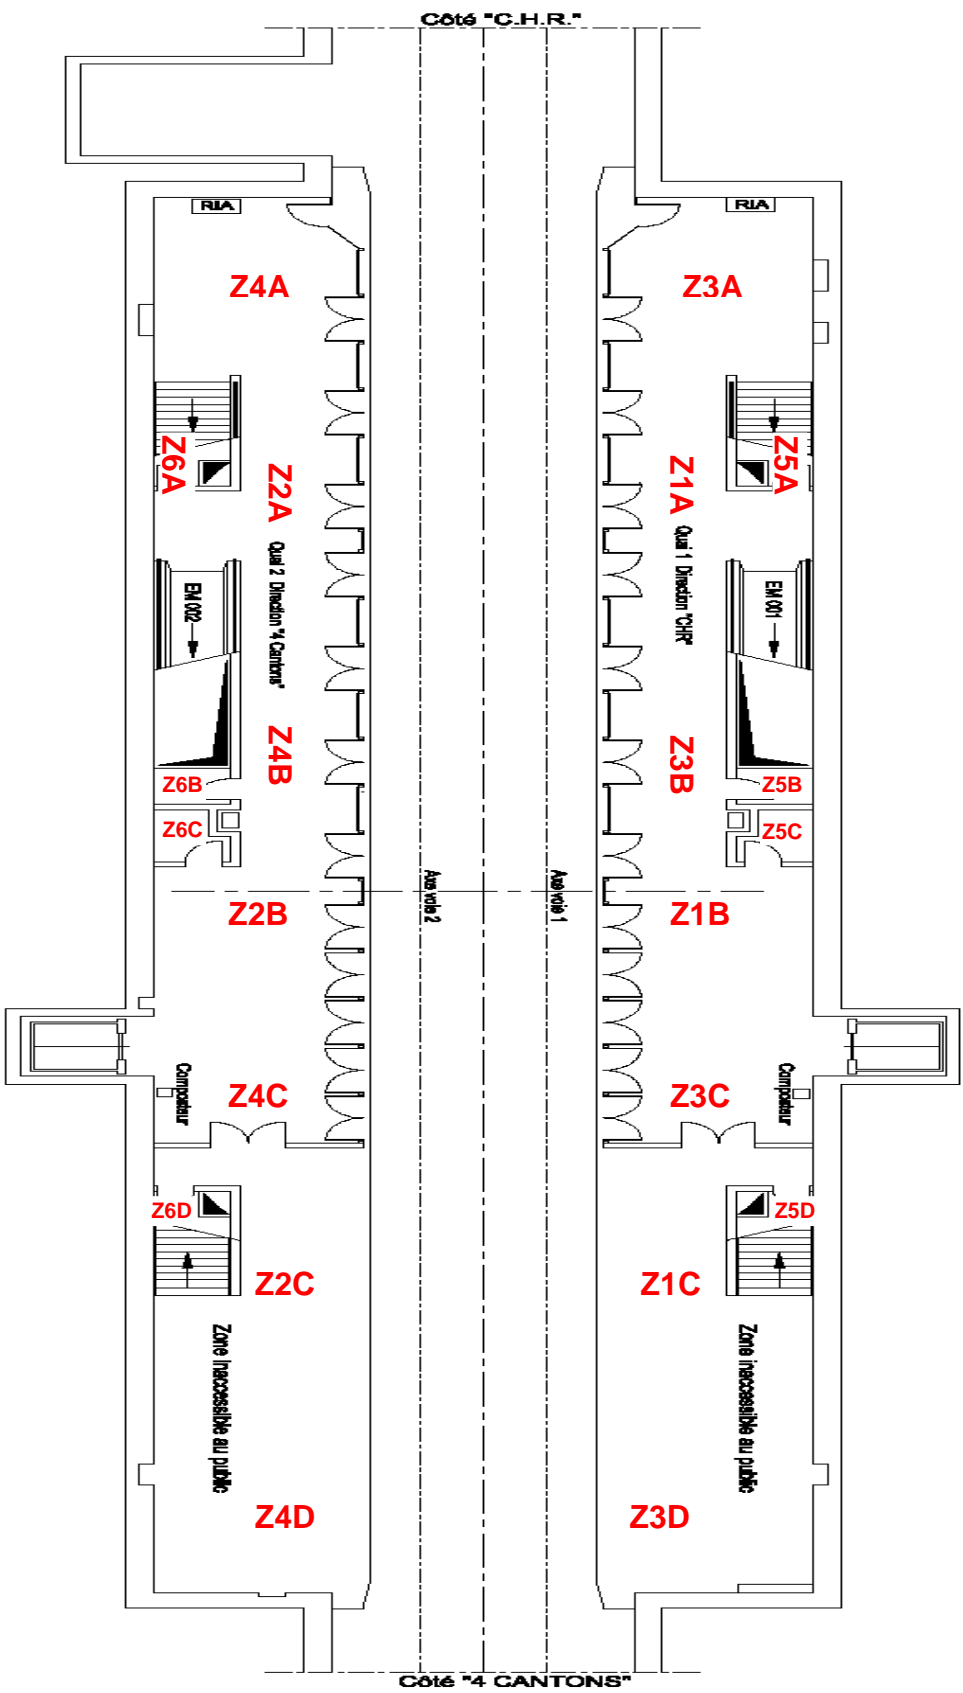 Côté "C.H.R."
RIA
RIA
Z4A
Z3A
Z6A
Z5A
Z2A
Z1A
Quai 2 Direction "4 Cantons"
Quai 1 Direction "CHR"
EM 002
EM 001
Z4B
Z3B
Z6B
Z5B
Z6C
Z5C
Axe voie 2
Axe voie 1
Z2B
Z1B
Composteur
Composteur
Z4C
Z3C
Z6D
Z5D
Z2C
Z1C
Zone inaccessible au public
Zone inaccessible au public
Z4D
Z3D
Côté "4 CANTONS"